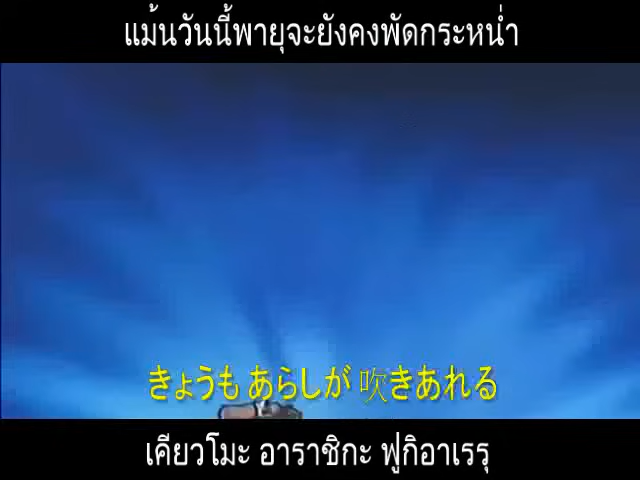 แม้นวันนี้พายุจะยังคงพัดกระหน่ำ
きょうも あらしが 吹きあれる
เคียวโมะ อาราชิกะ ฟูกิอาเรรุ